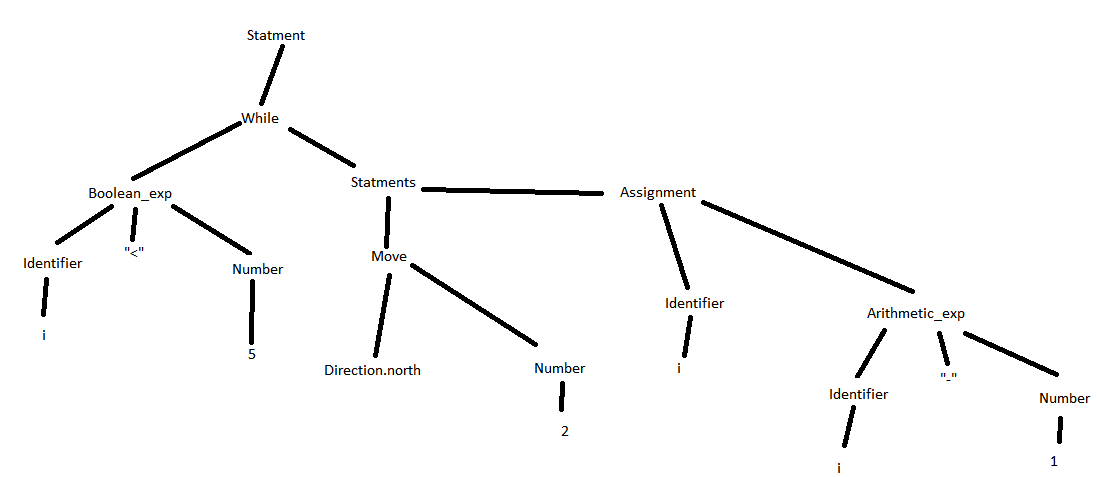 Statment
While
Boolean_exp
Statments
Assignment
Identifier
"<"
Number
Move
Identifier
Arithmetic_exp
i
5
Direction.north
Number
i
Identifier
"-"
Number
2
i
1